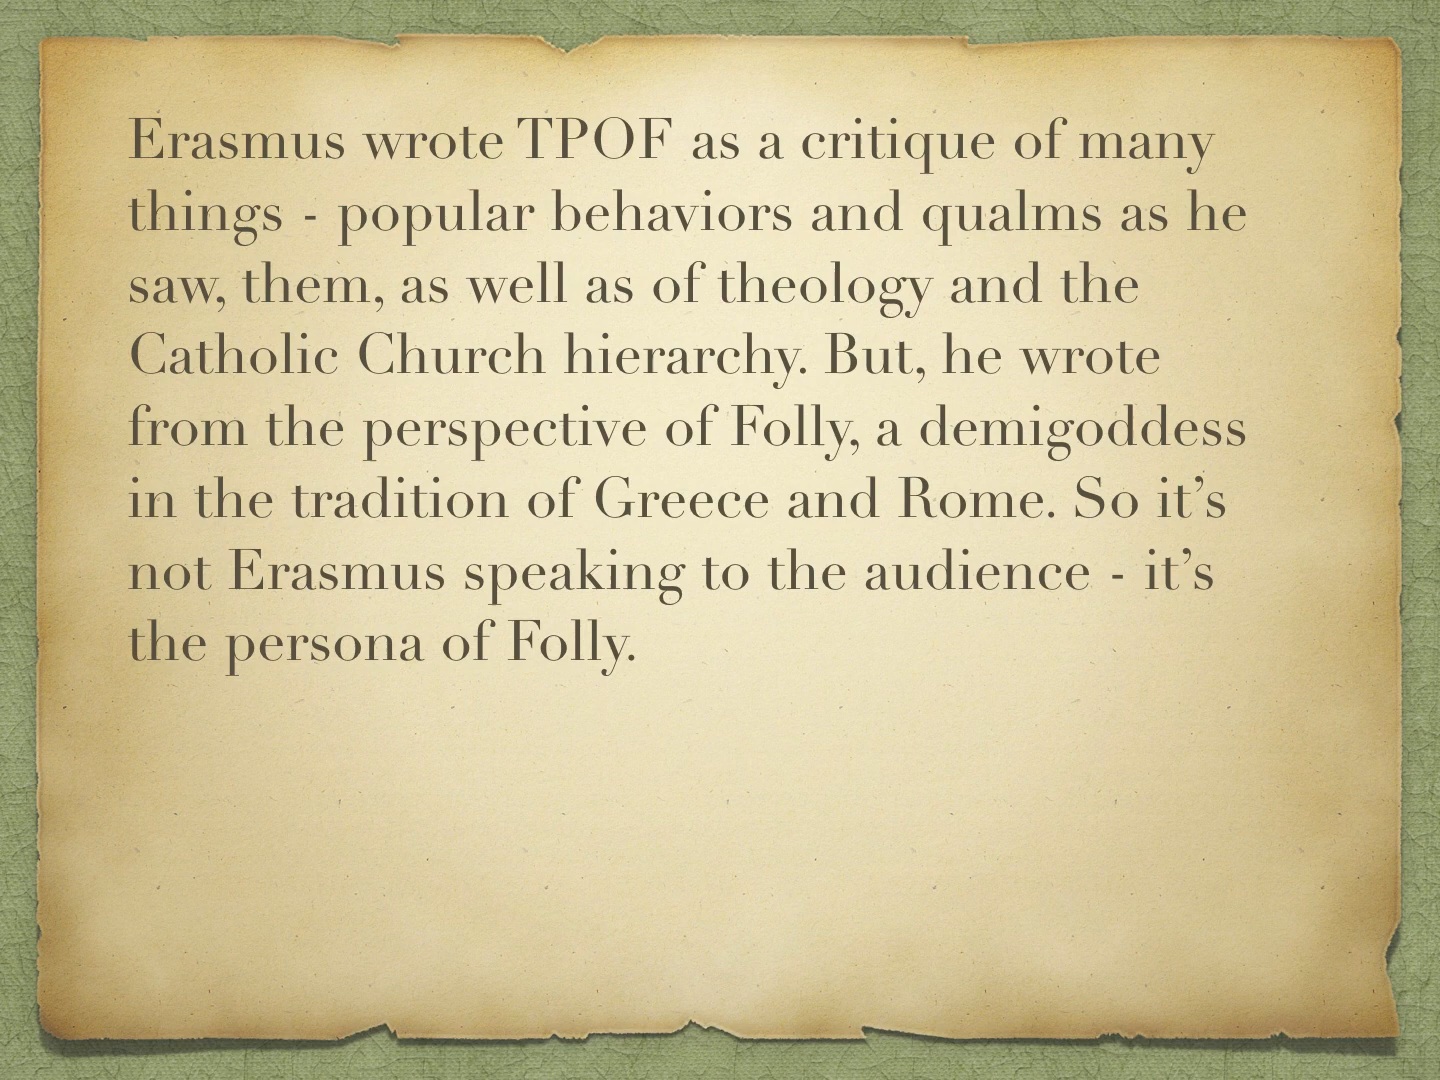 Erasmus wrote TPOF as a critique of many
things - popular behaviors and qualms as he
saw, them, as well as of theology and the
Catholic Church hierarchy. But, he wrote
from the perspective of Folly, a demigoddess
in the tradition of Greece and Rome. So it’s
not Erasmus speaking to the audience - it’s
the persona of Folly.